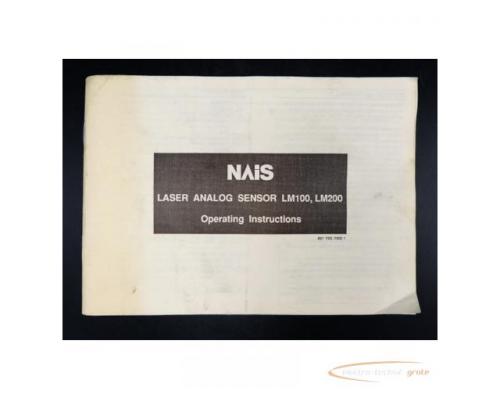 NAiS
LASER ANALOG SENSOR LM100, LM200
Operating Instructions